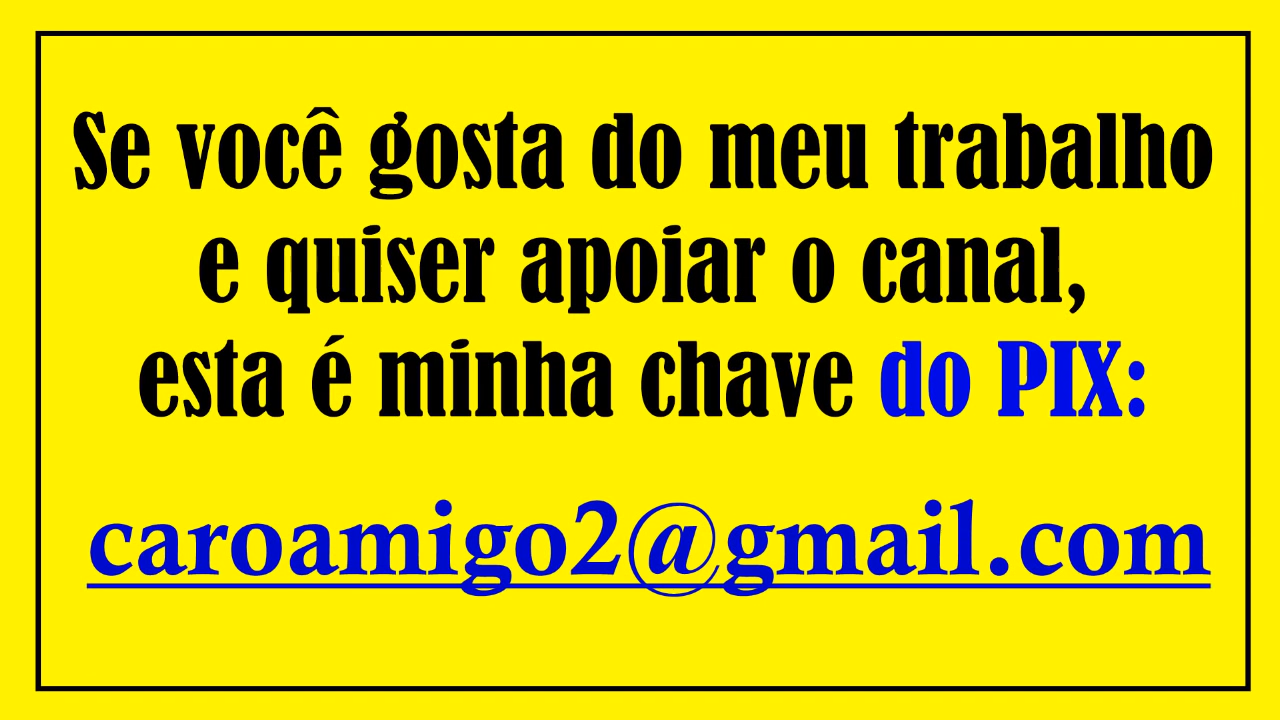 Se você gosta do meu trabalho
e quiser apoiar o canal,
esta é minha chave do PIX:
caroamigo2@gmail.com